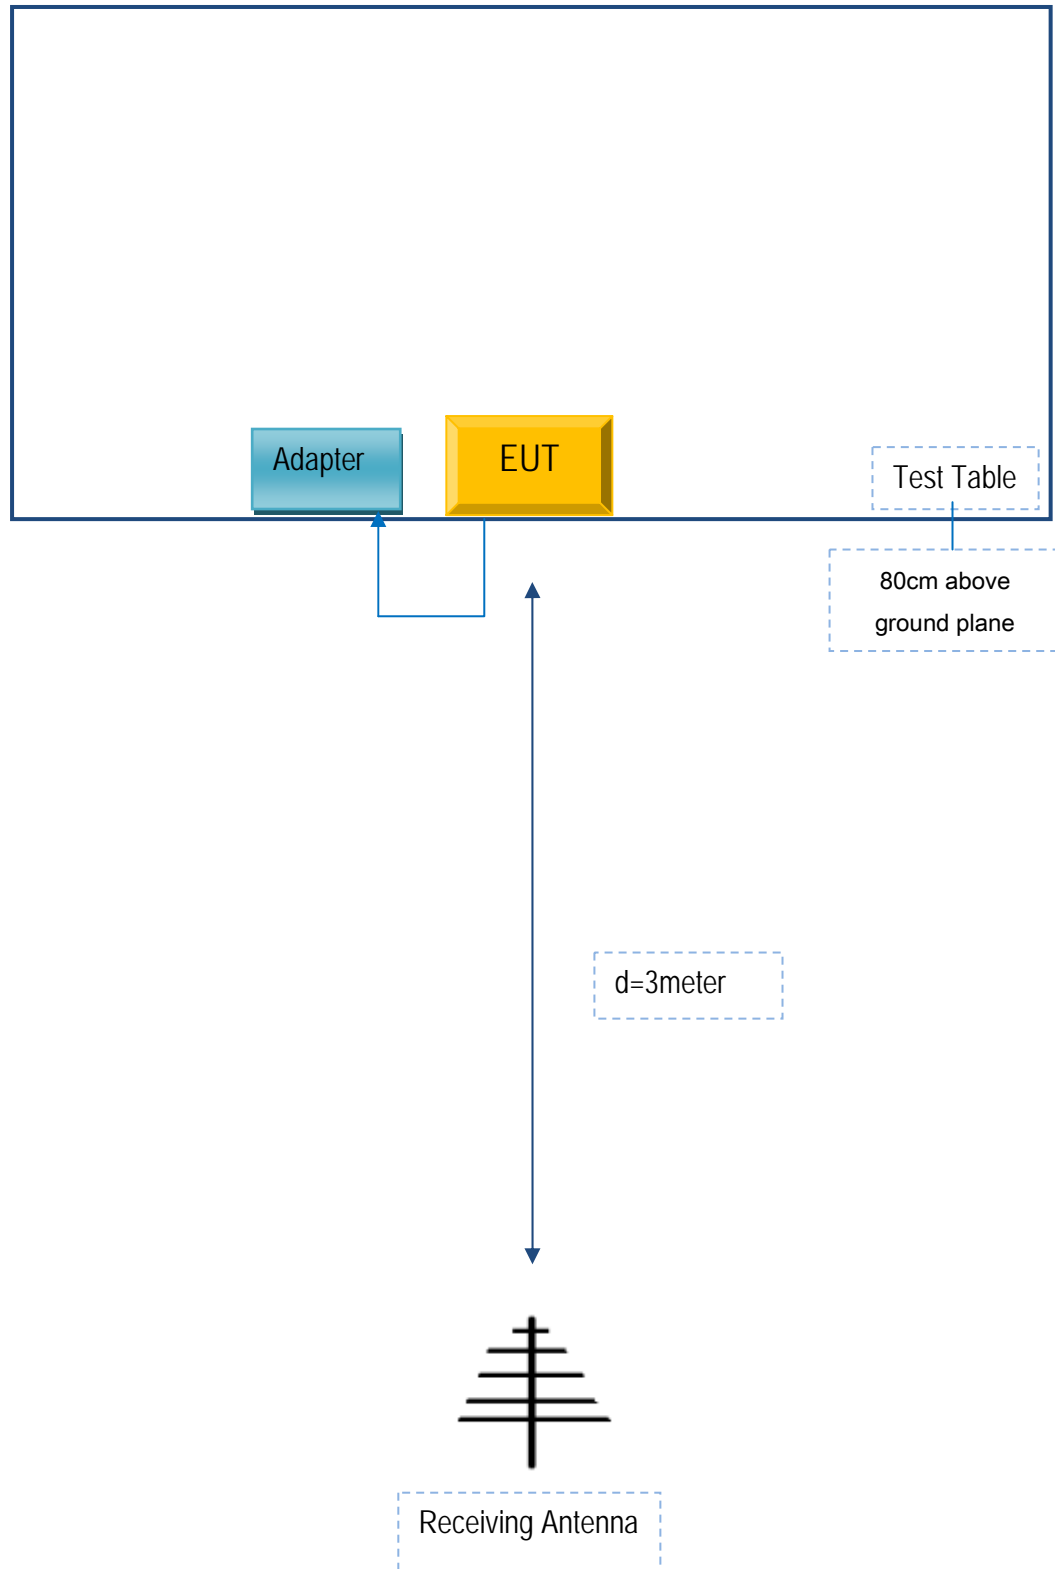 Adapter
EUT
Test Table
80cm above
ground plane
d=3meter
Receiving Antenna